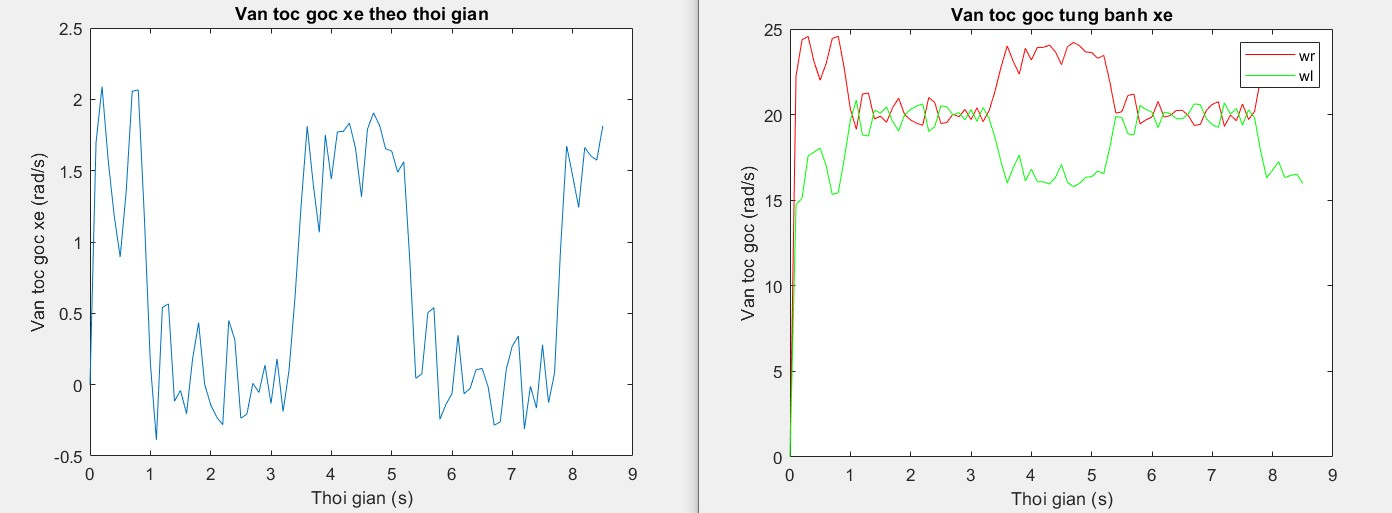 Van toc goc xe theo thoi gian
2.5
2
1.5
1
0.5
0
-0.5
Van toc goc xe (rad/s)
0 1 2 3 4 5 6 7 8 9
Thoi gian (s)
Van toc goc tung banh xe
25
20
15
10
5
0
Van toc goc (rad/s)
wr
wl
0 1 2 3 4 5 6 7 8 9
Thoi gian (s)